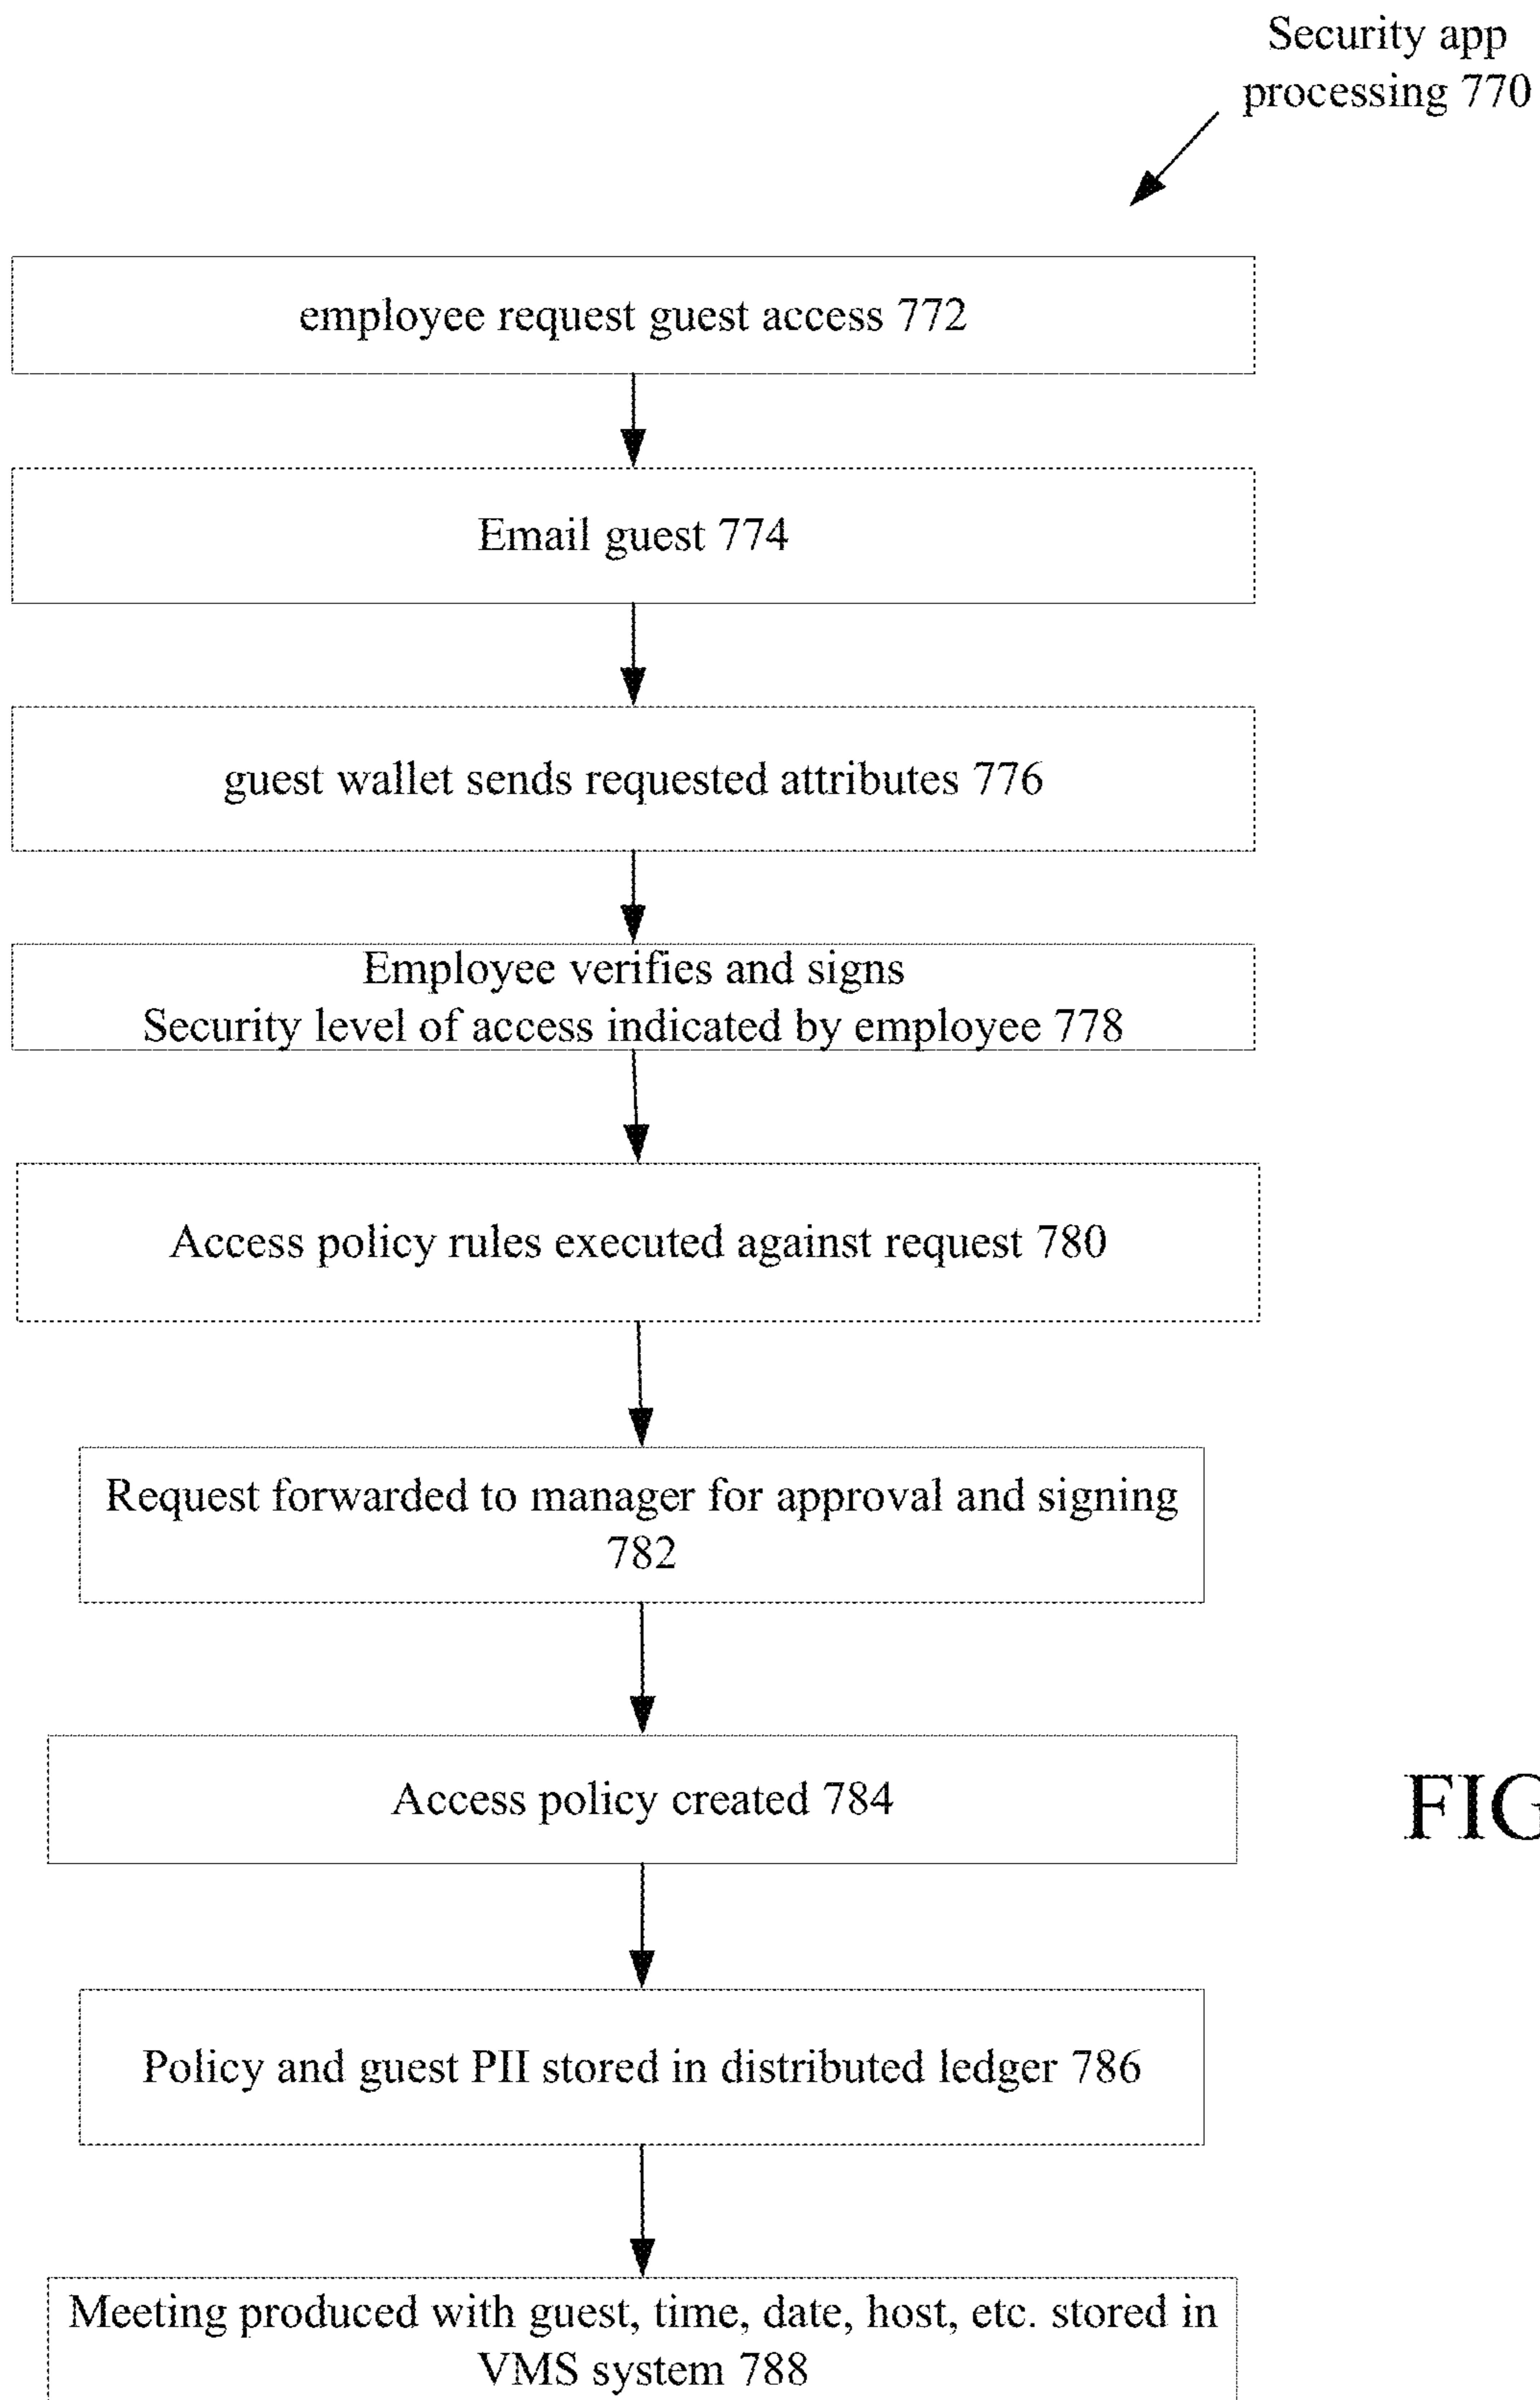 Security app
processing 770
employee request guest access 772
Email guest 774
guest wallet sends requested attributes 776
Employee verifies and signs
Security level of access indicated by employee 778
Access policy rules executed against request 780
Request forwarded to manager for approval and signing
782
Access policy created 784
FIG
Policy and guest PII stored in distributed ledger 786
Meeting produced with guest, time, date, host, etc. stored in
VMS system 788